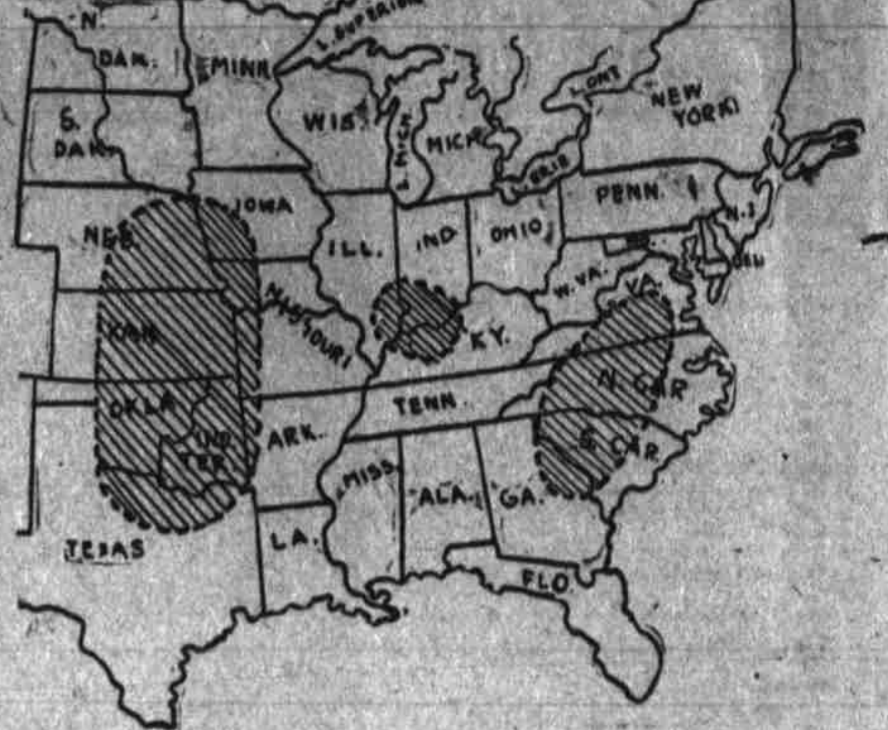 N.
DAK.
MINN
L. SUPERIOR
L. ONT
NEW
YORK
S.
DAK.
WIS.
L. MICH
MICH
L. ERIE
PENN.
N.J
DEL
NEB.
IOWA
ILL.
IND
OHIO
W. VA.
VA.
KAN
MISSOURI
KY.
N. CAR
OKLA
IND
TER
ARK.
TENN.
S. CAR.
TEXAS
LA.
MISS.
ALA.
GA.
FLO